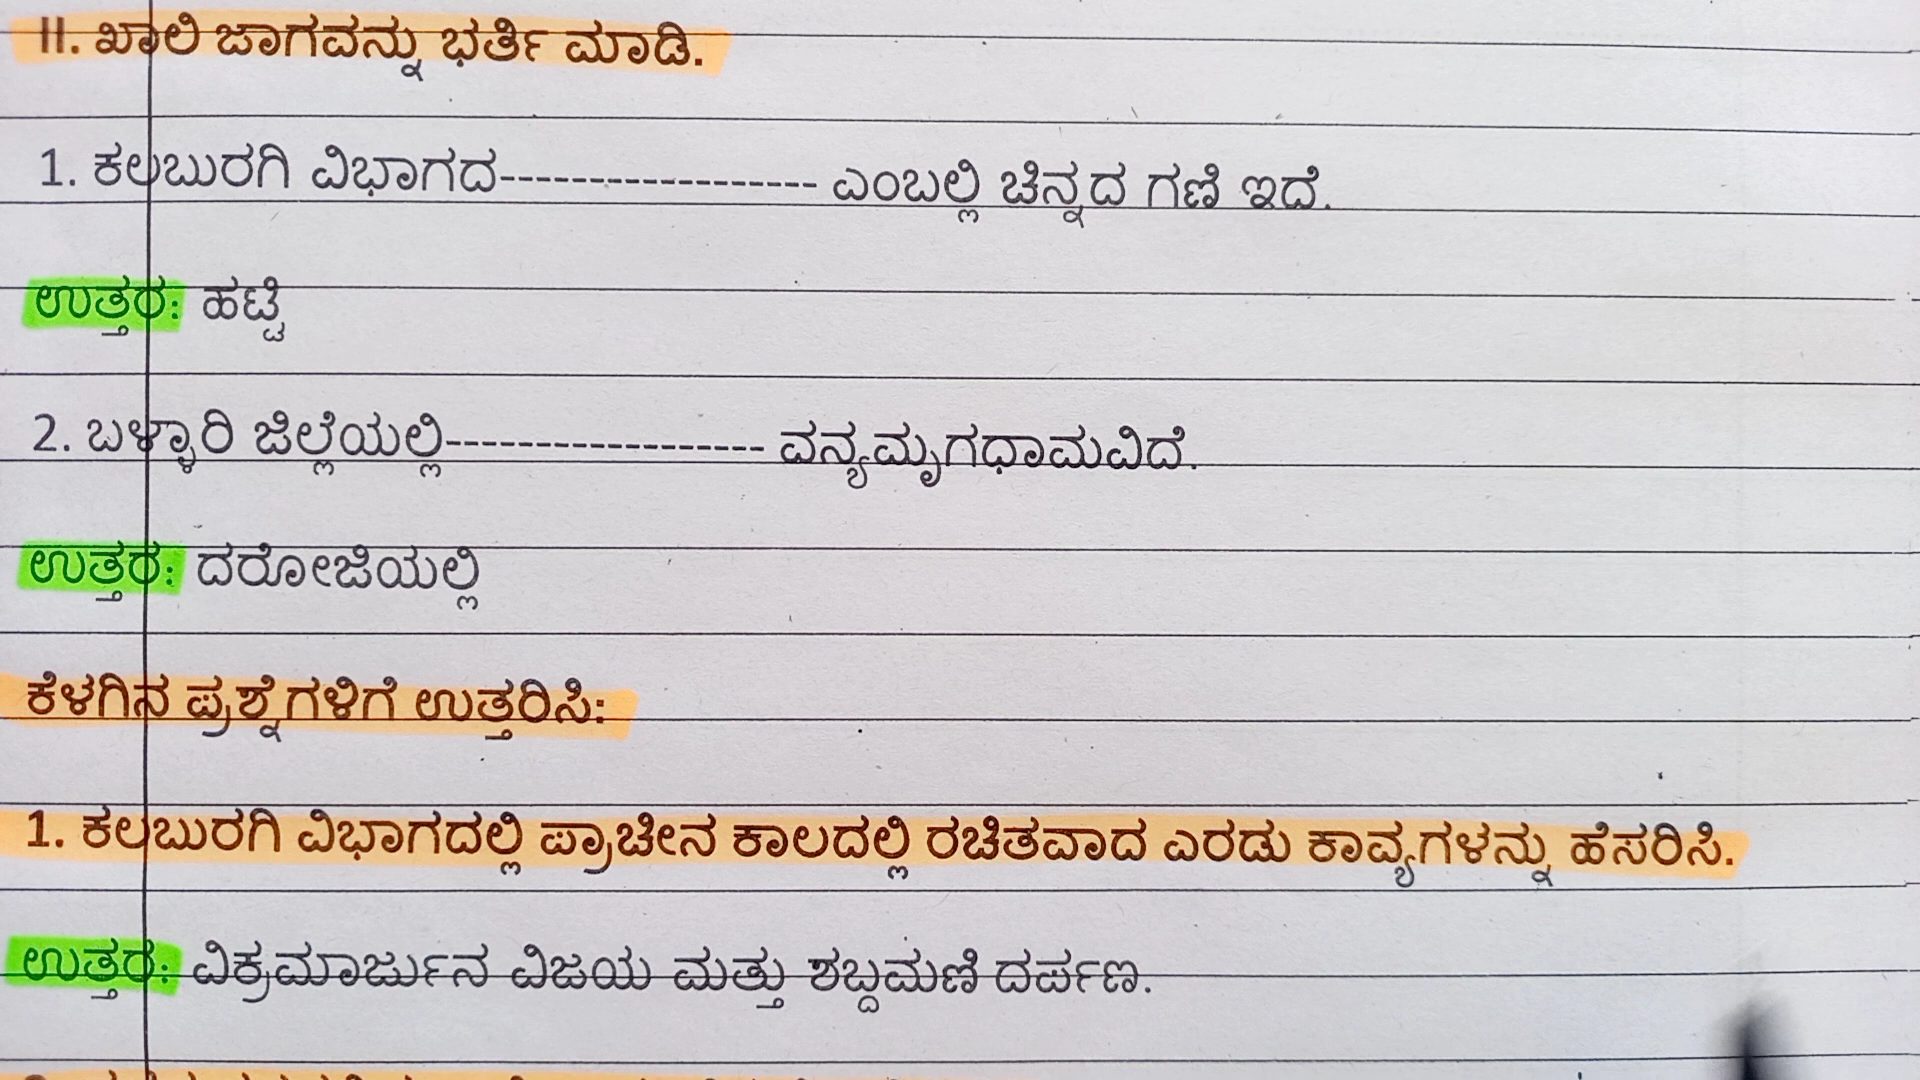 II. ಖಾಲಿ ಜಾಗವನ್ನು ಭರ್ತಿ ಮಾಡಿ.
1. ಕಲಬುರಗಿ ವಿಭಾಗದ------------------ ಎಂಬಲ್ಲಿ ಚಿನ್ನದ ಗಣಿ ಇದೆ.
ಉತ್ತರ: ಹಟ್ಟಿ
2. ಬಳ್ಳಾರಿ ಜಿಲ್ಲೆಯಲ್ಲಿ------------------ ವನ್ಯಮೃಗಧಾಮವಿದೆ.
ಉತ್ತರ: ದರೋಜಿಯಲ್ಲಿ
ಕೆಳಗಿನ ಪ್ರಶ್ನೆಗಳಿಗೆ ಉತ್ತರಿಸಿ:
1. ಕಲಬುರಗಿ ವಿಭಾಗದಲ್ಲಿ ಪ್ರಾಚೀನ ಕಾಲದಲ್ಲಿ ರಚಿತವಾದ ಎರಡು ಕಾವ್ಯಗಳನ್ನು ಹೆಸರಿಸಿ.
ಉತ್ತರ: ವಿಕ್ರಮಾರ್ಜುನ ವಿಜಯ ಮತ್ತು ಶಬ್ದಮಣಿ ದರ್ಪಣ.